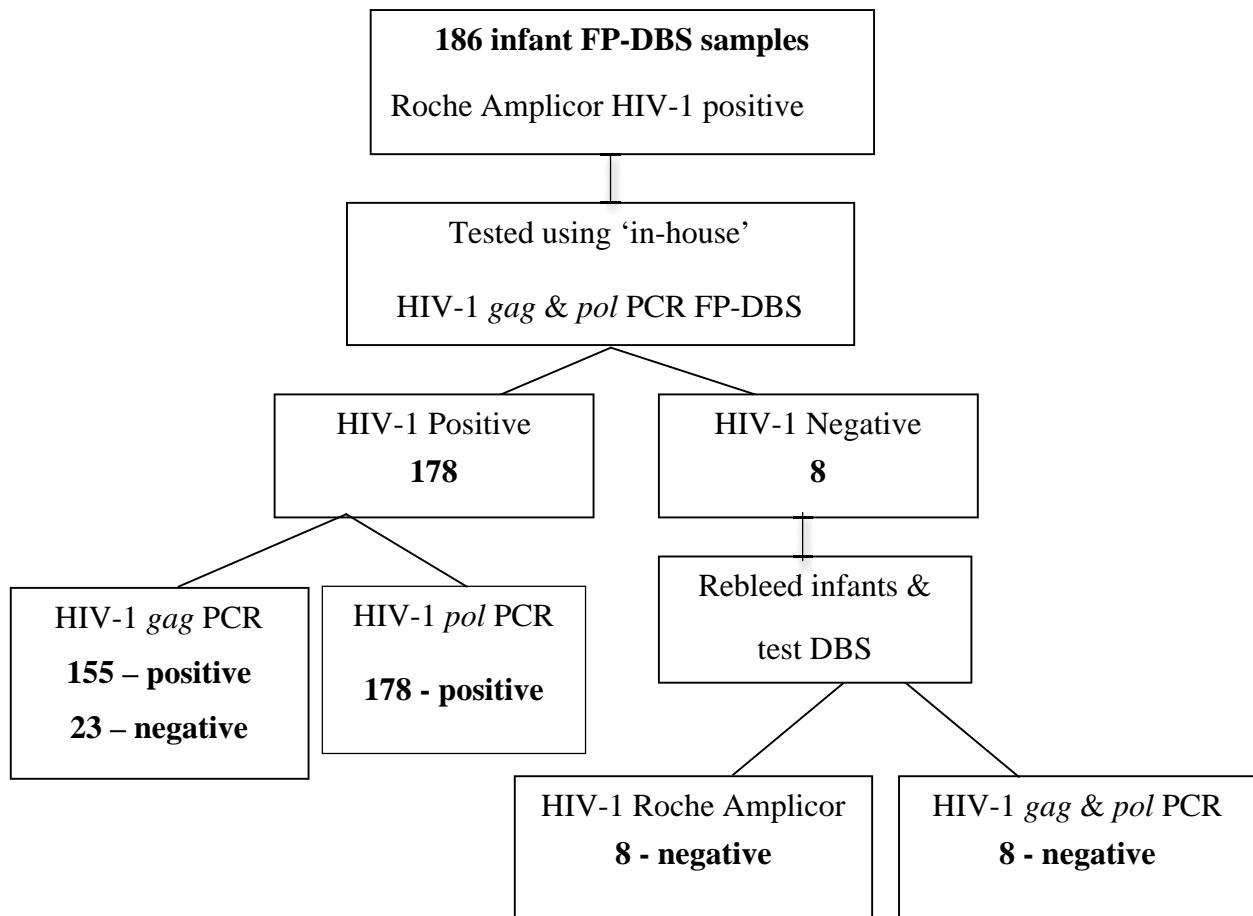 186 infant FP-DBS samples
Roche Amplicor HIV-1 positive
Tested using ‘in-house’
HIV-1 gag & pol PCR FP-DBS
HIV-1 Positive
178
HIV-1 Negative
8
HIV-1 gag PCR
155 – positive
23 – negative
HIV-1 pol PCR
178 - positive
Rebleed infants &
test DBS
HIV-1 Roche Amplicor
8 - negative
HIV-1 gag & pol PCR
8 - negative